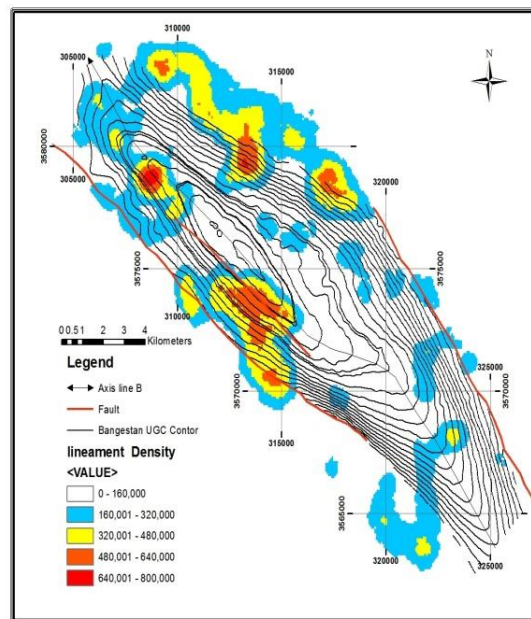 310000
305000
315000
N
3580000
3580000
305000
320000
3575000
3575000
310000
0 0.5 1 2 3 4
Kilometers
Legend
Axis line B
Fault
Bangestan UGC Contor
lineament Density
<VALUE>
0 - 160,000
160,001 - 320,000
320,001 - 480,000
480,001 - 640,000
640,001 - 800,000
3570000
325000
3570000
315000
3565000
3565000
320000
325000